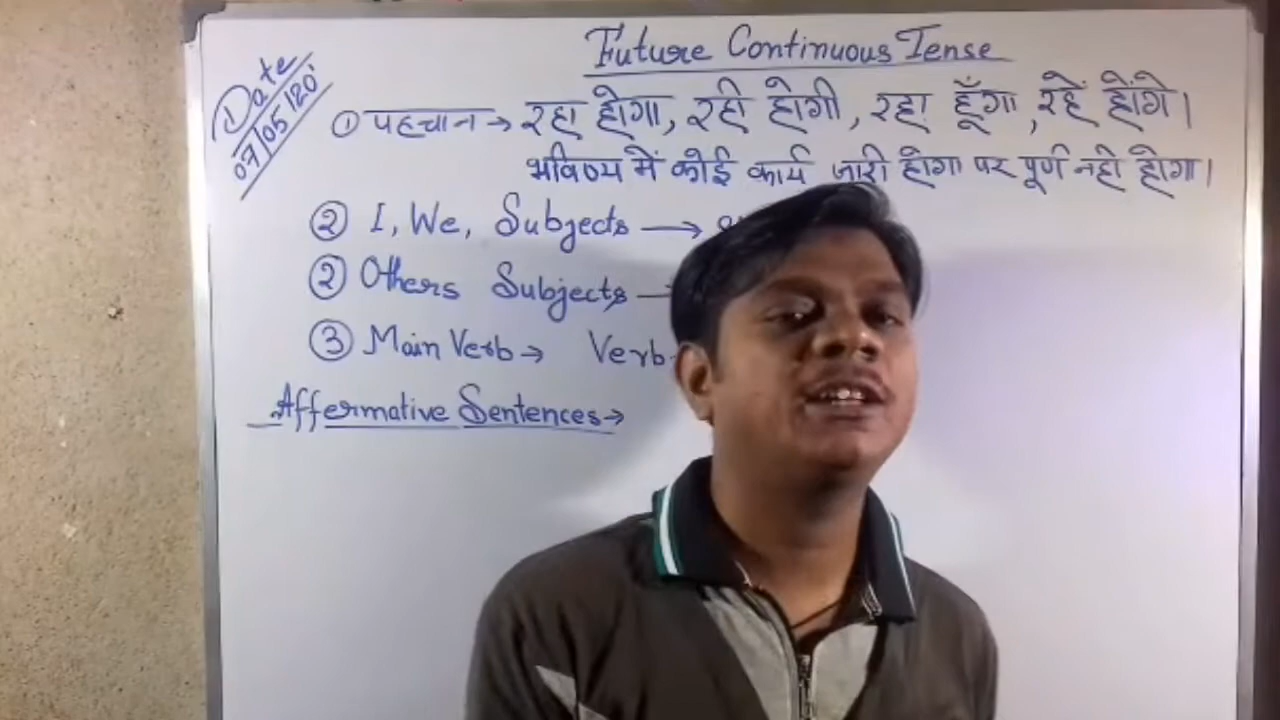 Future Continuous Tense
Date
07/05/20
① पहचान → रहा होगा, रही होगी, रहा हूँगा, रहें होंगे।
भविष्य में कोई कार्य जारी होगा पर पूर्ण नही होगा।
② I, We, Subjects →
② Others Subjects
③ Main Verb → Verb
Affermative Sentences →